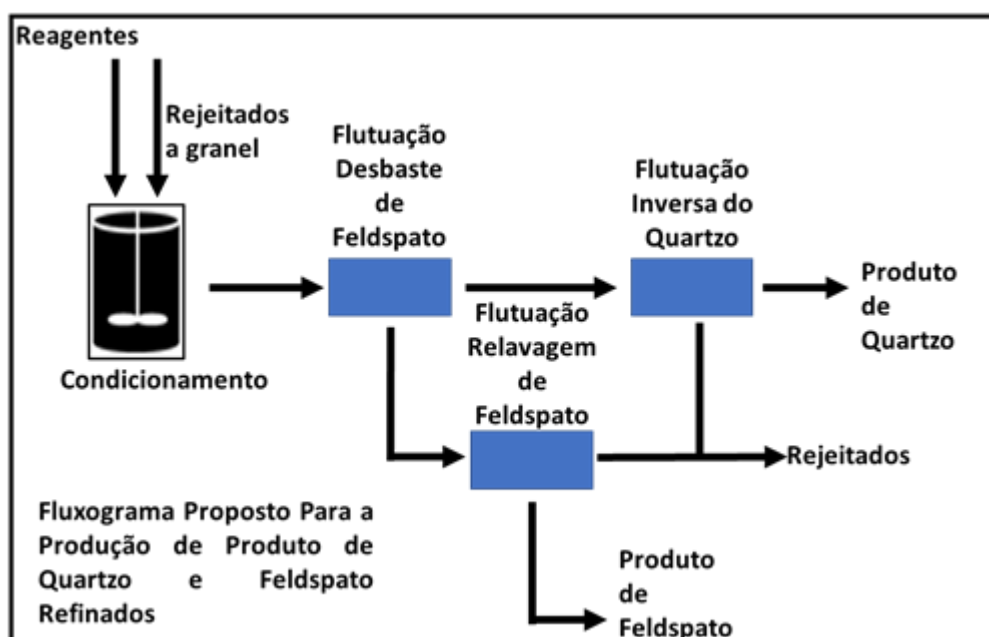 Reagentes
Rejeitados
a granel
Flutuação
Desbaste
de
Feldspato
Flutuação
Inversa do
Quartzo
Produto
de
Quartzo
Condicionamento
Flutuação
Relavagem
de
Feldspato
Rejeitados
Fluxograma Proposto Para a
Produção de Produto de
Quartzo e Feldspato
Refinados
Produto
de
Feldspato